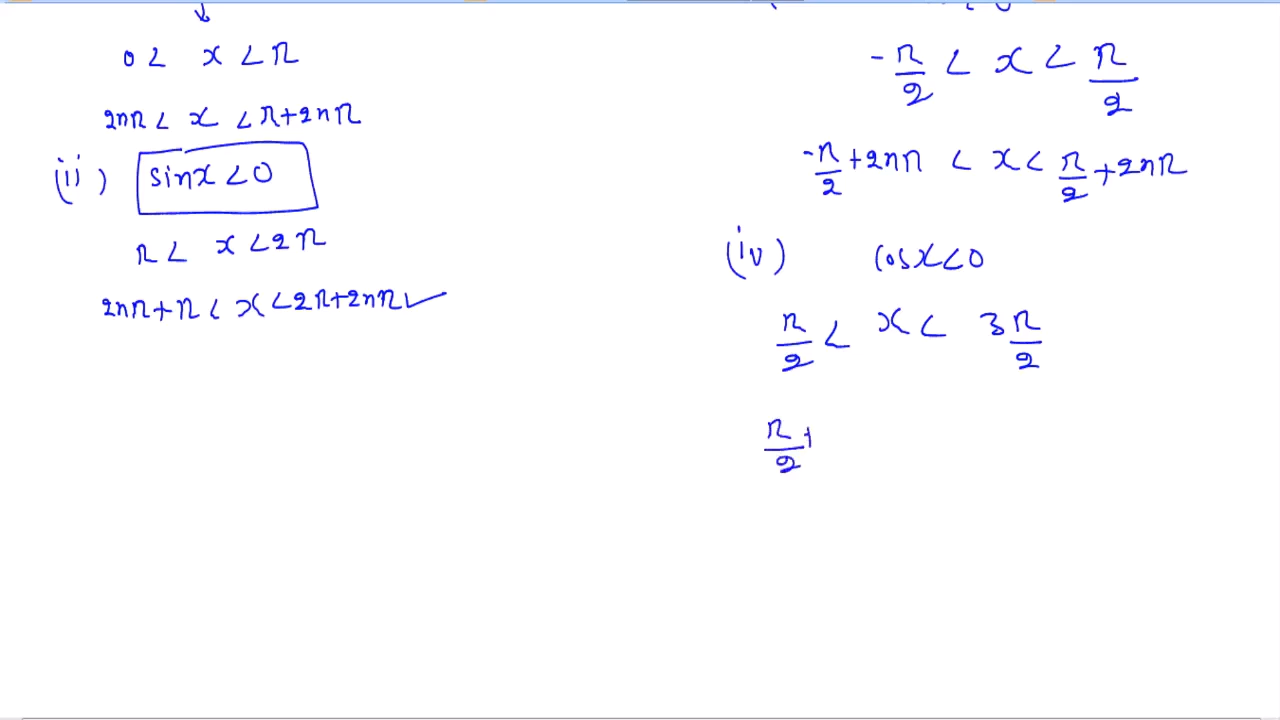 0 < x < π
2nπ < x < π+2nπ
(ii) sinx < 0
π < x < 2π
2nπ+π < x < 2π+2nπ ✓
-π/2 < x < π/2
-π/2 +2nπ < x < π/2 +2nπ
(iv) cosx < 0
π/2 < x < 3π/2
π/2 +